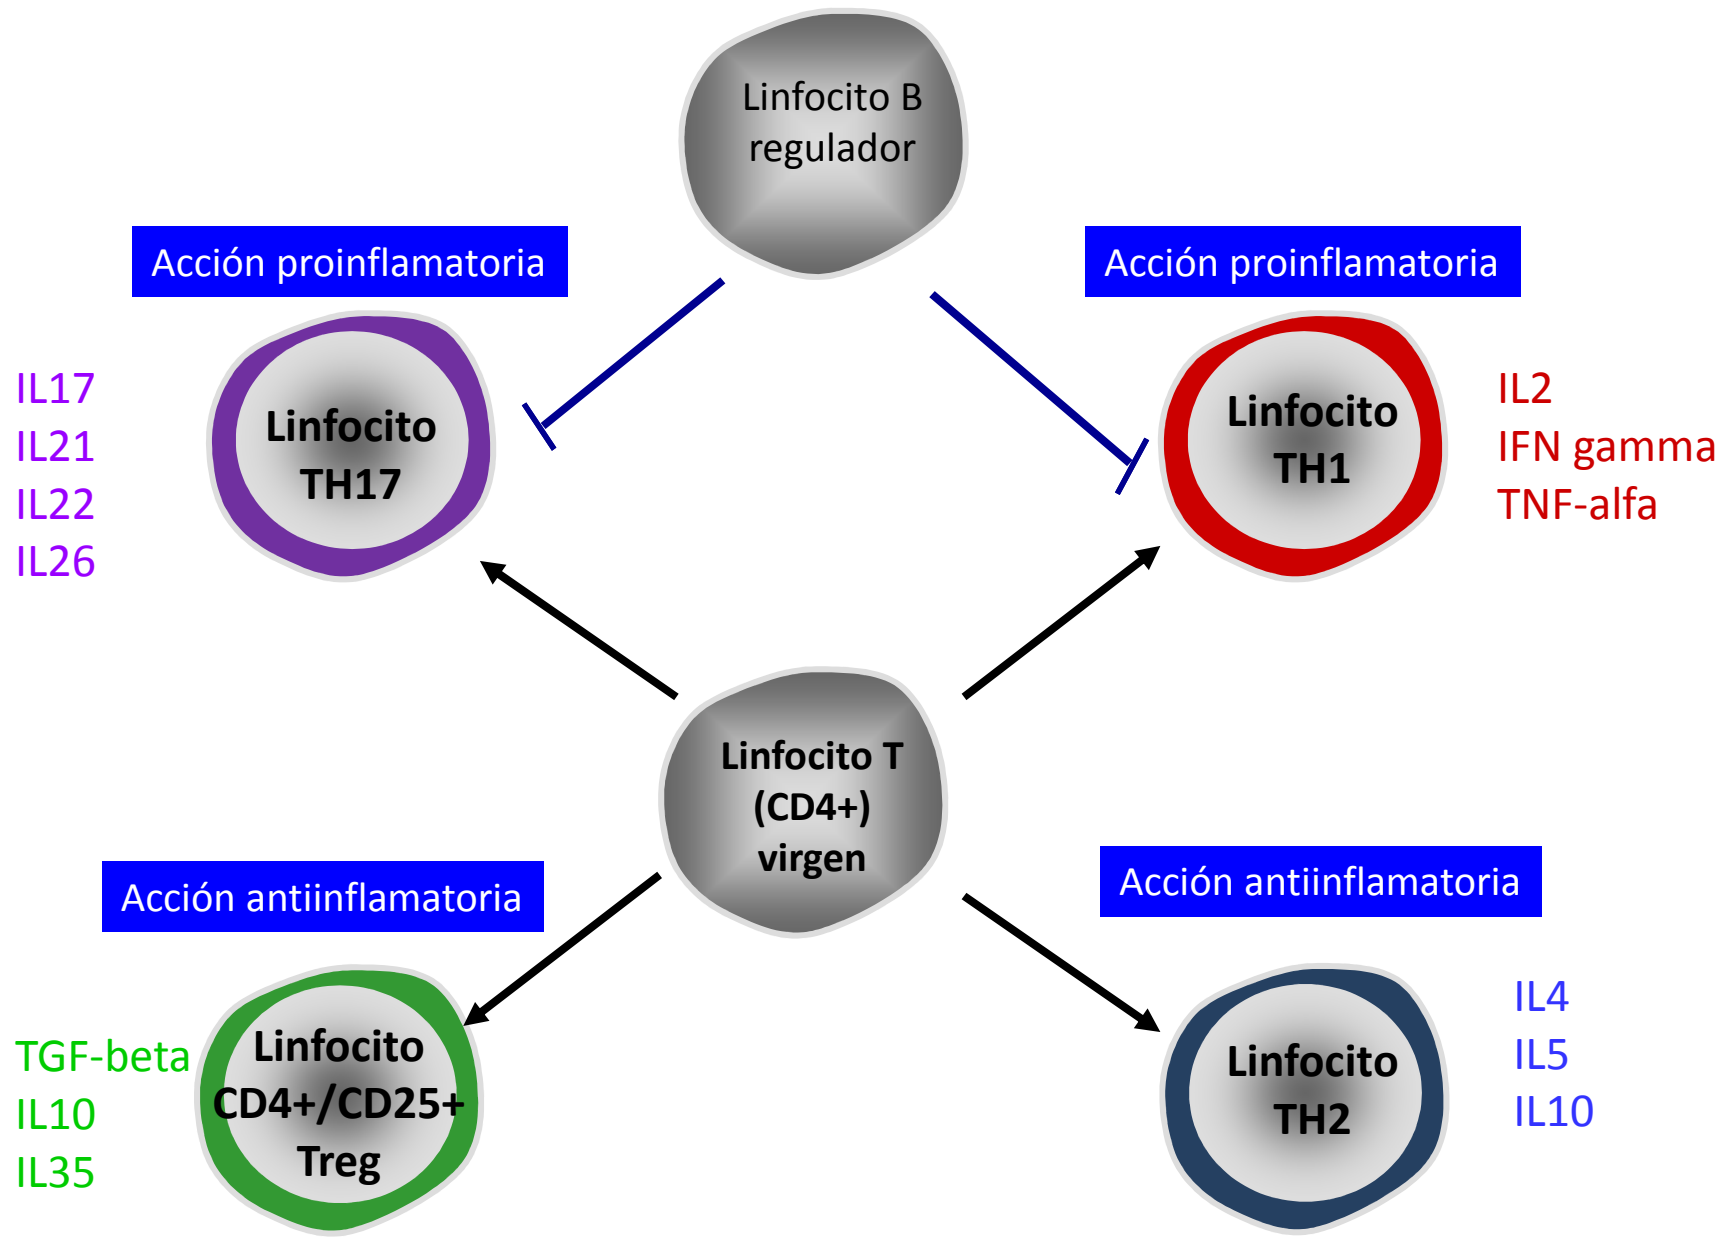 Linfocito B
regulador
Acción proinflamatoria
Acción proinflamatoria
IL17
IL21
IL22
IL26
Linfocito
TH17
Linfocito
TH1
IL2
IFN gamma
TNF-alfa
Linfocito T
(CD4+)
virgen
Acción antiinflamatoria
Acción antiinflamatoria
TGF-beta
IL10
IL35
Linfocito
CD4+/CD25+
Treg
Linfocito
TH2
IL4
IL5
IL10